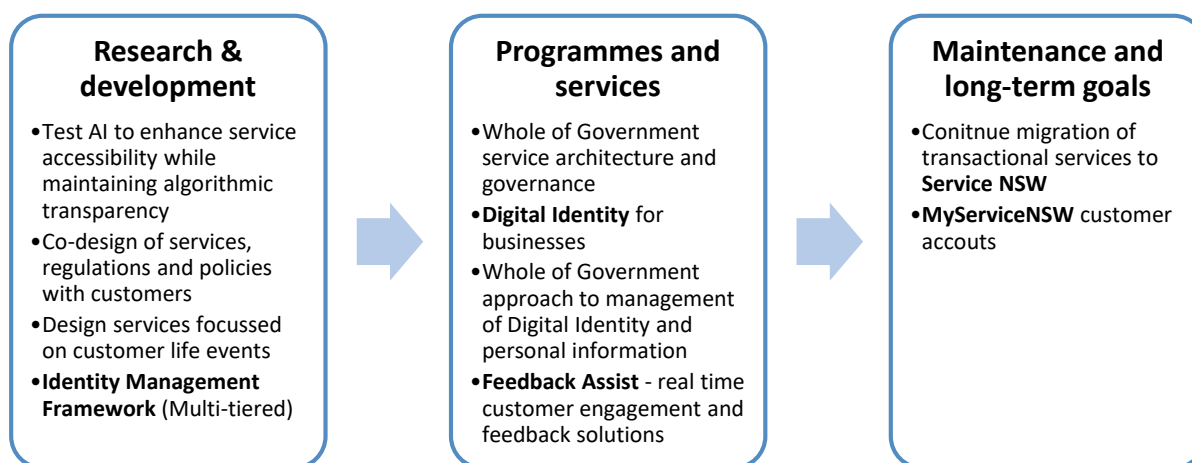 Research &
development
•Test AI to enhance service
accessibility while
maintaining algorithmic
transparency
•Co-design of services,
regulations and policies
with customers
•Design services focussed
on customer life events
•Identity Management
Framework (Multi-tiered)
Programmes and
services
•Whole of Government
service architecture and
governance
•Digital Identity for
businesses
•Whole of Government
approach to management
of Digital Identity and
personal information
•Feedback Assist - real time
customer engagement and
feedback solutions
Maintenance and
long-term goals
•Conitnue migration of
transactional services to
Service NSW
•MyServiceNSW customer
accouts